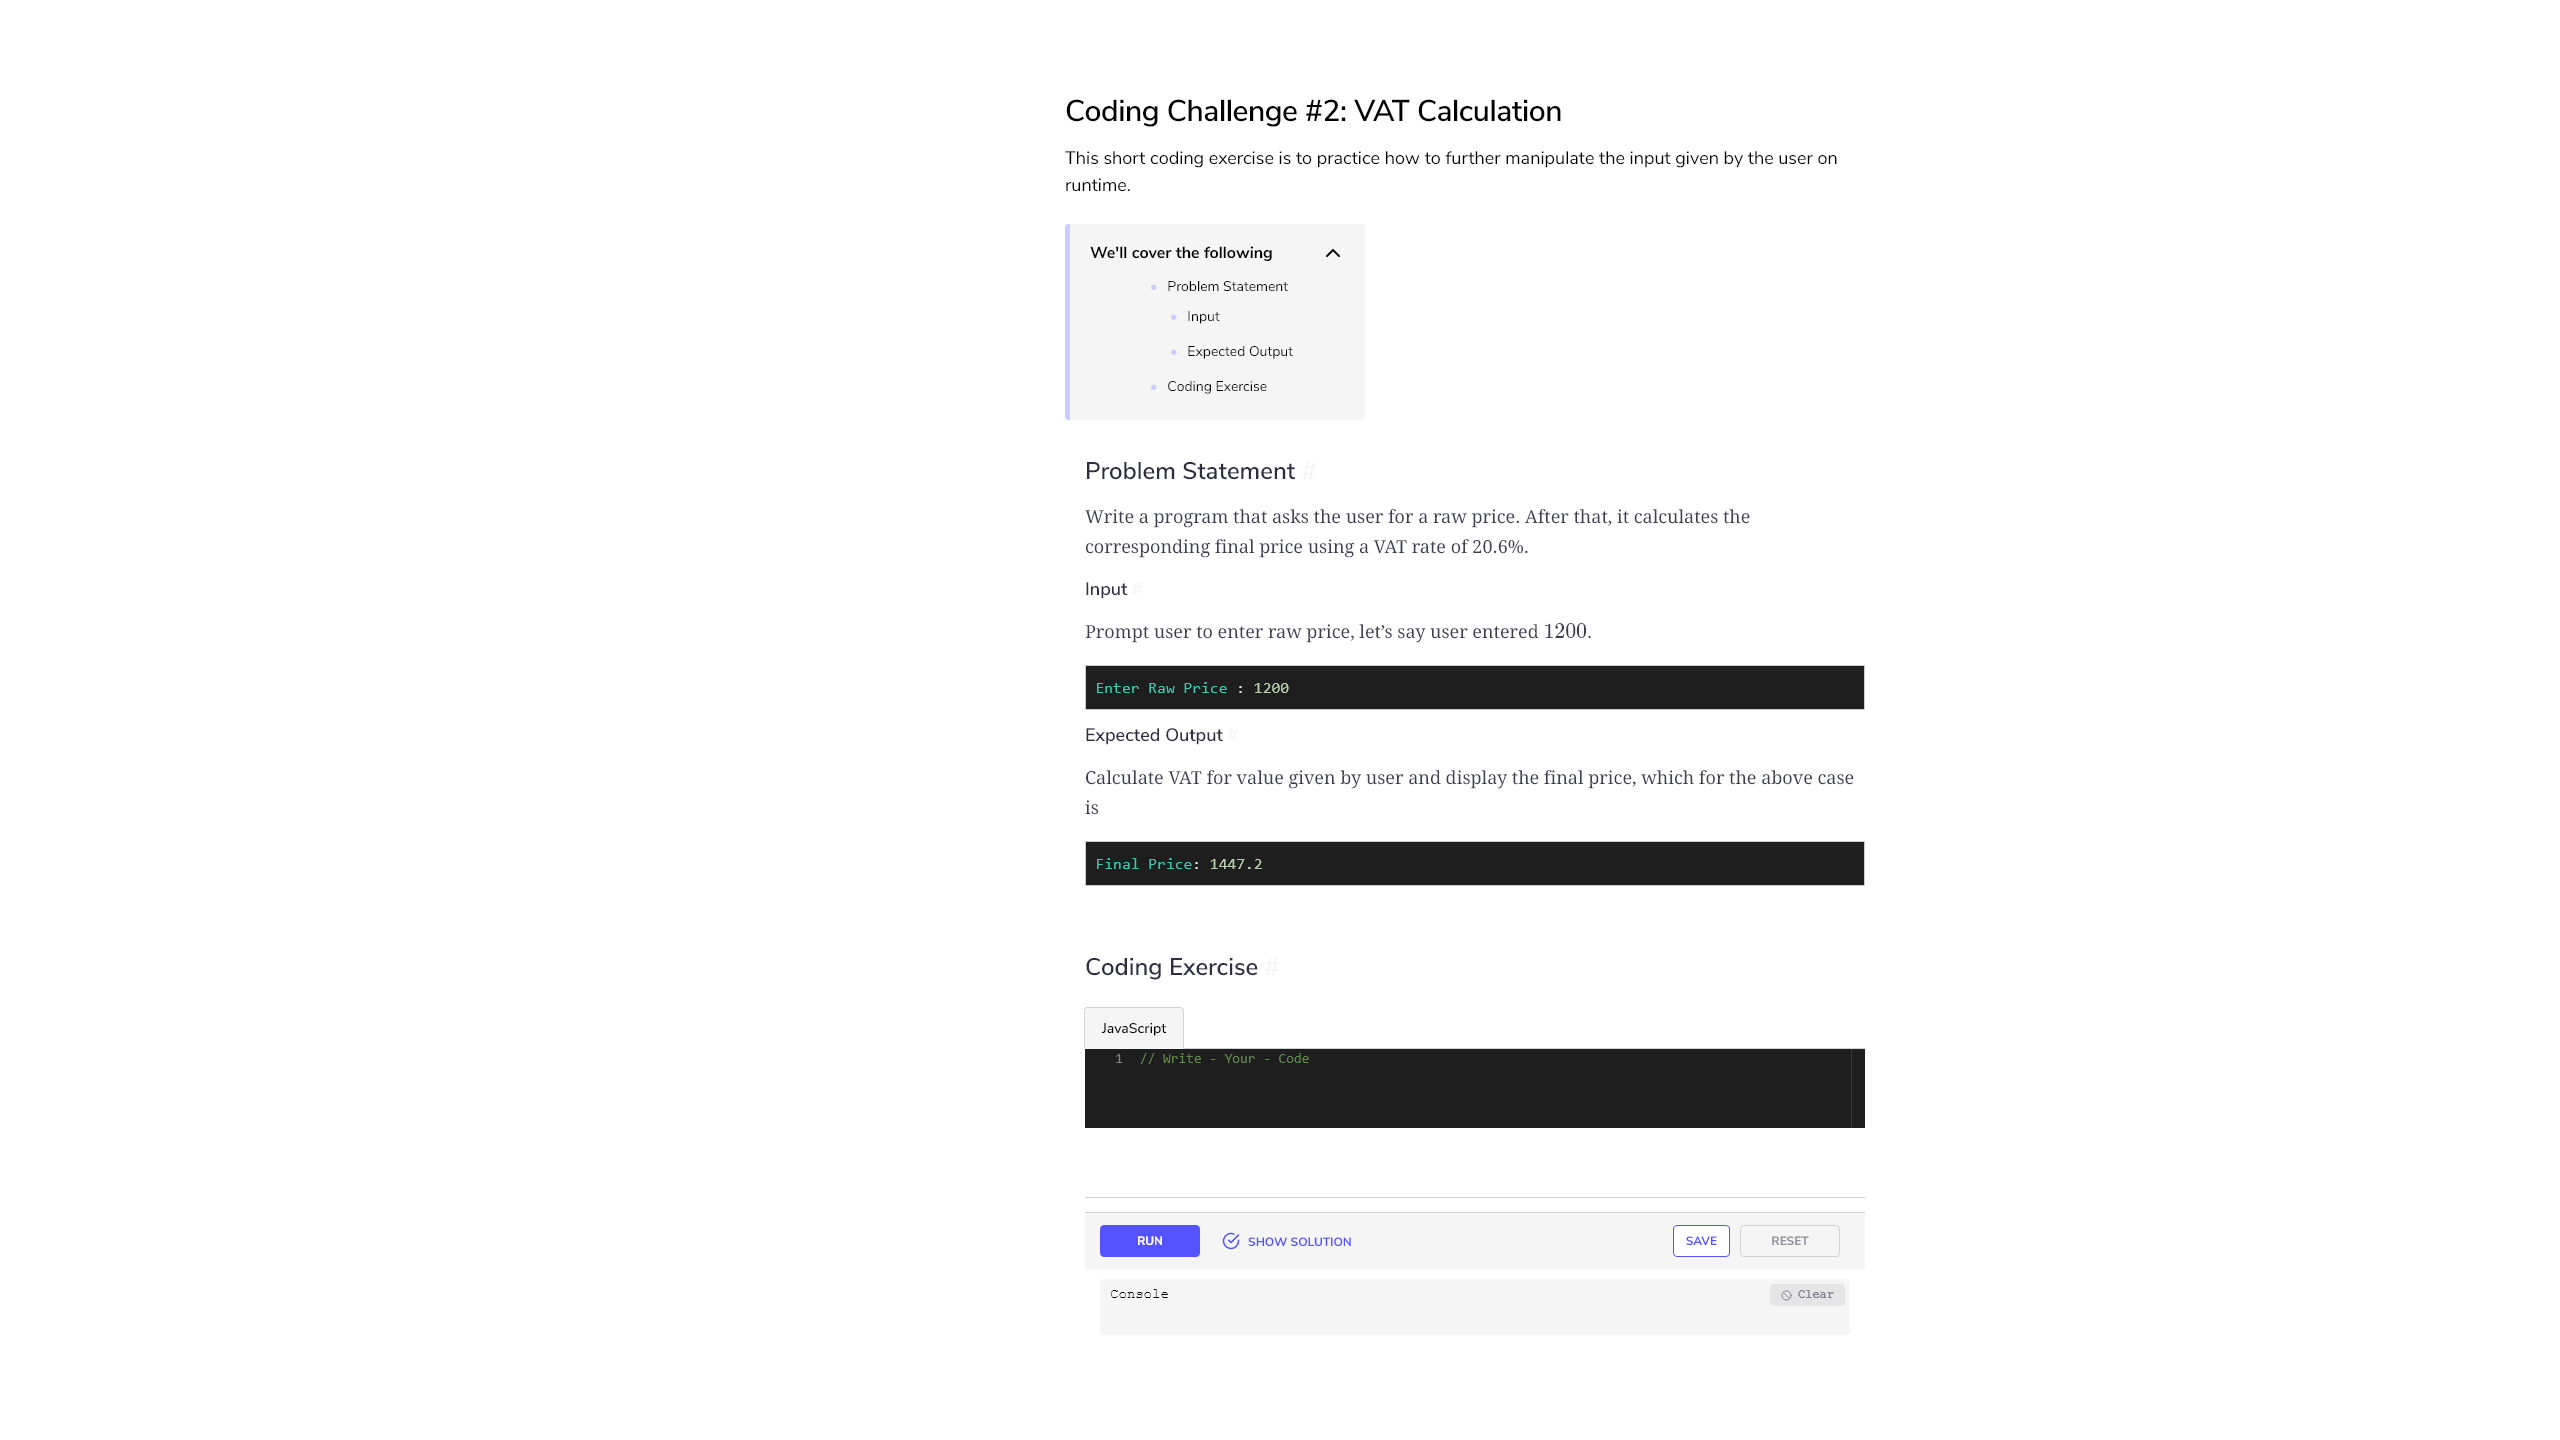 Coding Challenge #2: VAT Calculation
This short coding exercise is to practice how to further manipulate the input given by the user on
runtime.
We'll cover the following
Problem Statement
Input
Expected Output
Coding Exercise
Problem Statement #
Write a program that asks the user for a raw price. After that, it calculates the
corresponding final price using a VAT rate of 20.6%.
Input #
Prompt user to enter raw price, let’s say user entered 1200.
Enter Raw Price : 1200
Expected Output #
Calculate VAT for value given by user and display the final price, which for the above case
is
Final Price: 1447.2
Coding Exercise #
JavaScript
1 // Write - Your - Code
RUN SHOW SOLUTION SAVE RESET
Console Clear